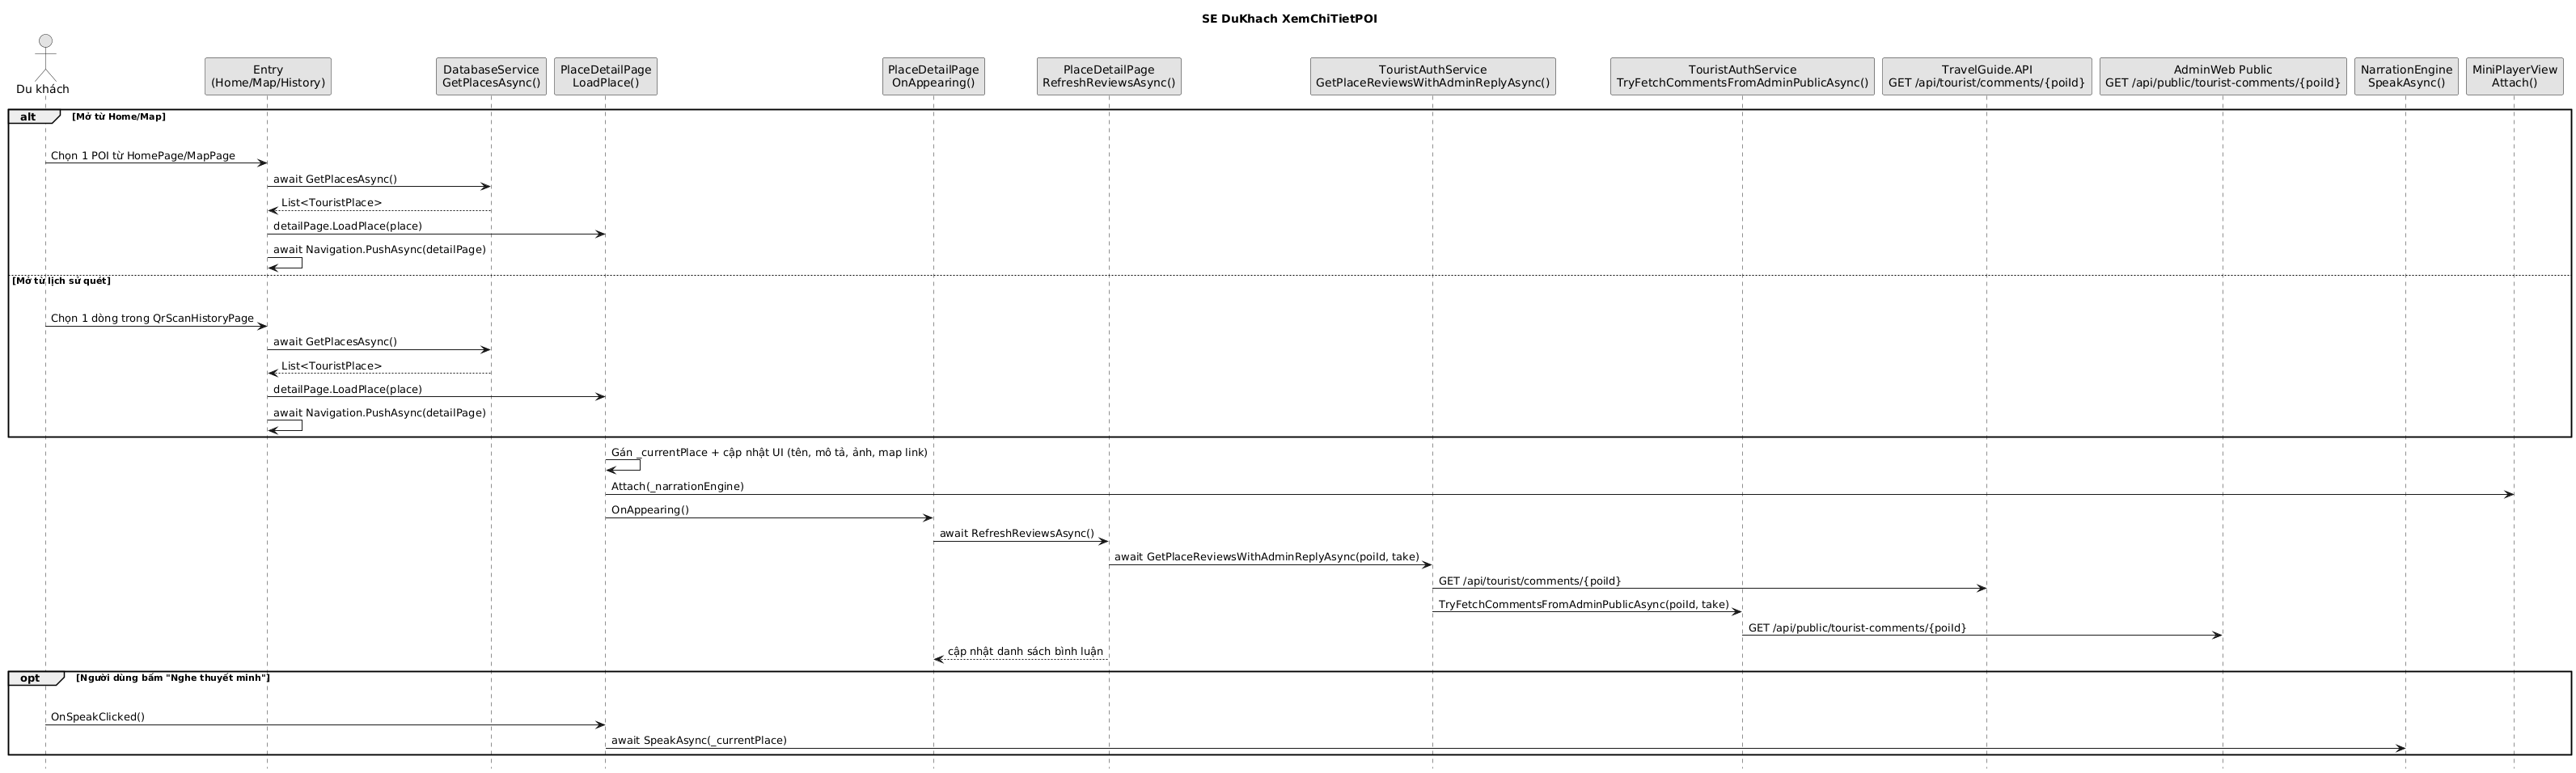 SE DuKhach XemChiTietPOI
Du khách
Entry
(Home/Map/History)
DatabaseService
GetPlacesAsync()
PlaceDetailPage
LoadPlace()
PlaceDetailPage
OnAppearing()
PlaceDetailPage
RefreshReviewsAsync()
TouristAuthService
GetPlaceReviewsWithAdminReplyAsync()
TouristAuthService
TryFetchCommentsFromAdminPublicAsync()
TravelGuide.API
GET /api/tourist/comments/{poiId}
AdminWeb Public
GET /api/public/tourist-comments/{poiId}
NarrationEngine
SpeakAsync()
MiniPlayerView
Attach()
alt [Mở từ Home/Map]
Chọn 1 POI từ HomePage/MapPage
await GetPlacesAsync()
List<TouristPlace>
detailPage.LoadPlace(place)
await Navigation.PushAsync(detailPage)
[Mở từ lịch sử quét]
Chọn 1 dòng trong QrScanHistoryPage
await GetPlacesAsync()
List<TouristPlace>
detailPage.LoadPlace(place)
await Navigation.PushAsync(detailPage)
Gán _currentPlace + cập nhật UI (tên, mô tả, ảnh, map link)
Attach(_narrationEngine)
OnAppearing()
await RefreshReviewsAsync()
await GetPlaceReviewsWithAdminReplyAsync(poiId, take)
GET /api/tourist/comments/{poiId}
TryFetchCommentsFromAdminPublicAsync(poiId, take)
GET /api/public/tourist-comments/{poiId}
cập nhật danh sách bình luận
opt [Người dùng bấm "Nghe thuyết minh"]
OnSpeakClicked()
await SpeakAsync(_currentPlace)